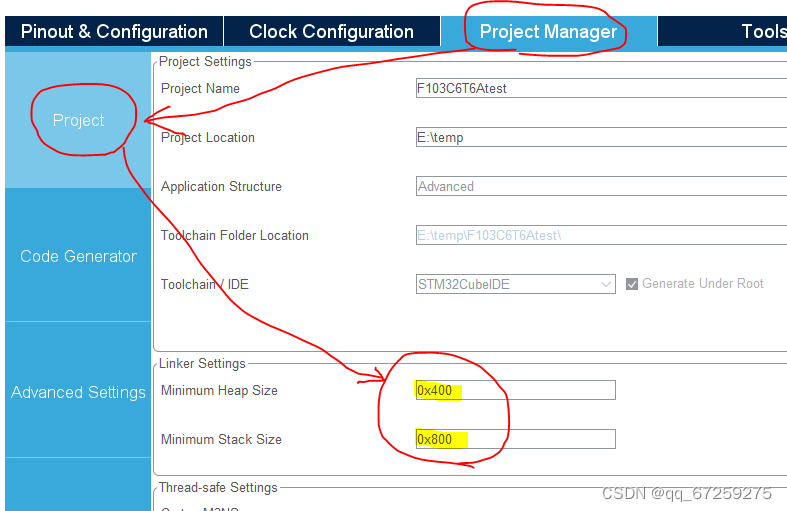 Pinout & Configuration Clock Configuration Project Manager Tools
Project Settings
Project Name F103C6T6Atest
Project
Project Location E:\temp
Application Structure Advanced
Toolchain Folder Location E:\temp\F103C6T6Atest\
Code Generator
Toolchain / IDE STM32CubeIDE Generate Under Root
Linker Settings
Minimum Heap Size 0x400
Advanced Settings
Minimum Stack Size 0x800
Thread-safe Settings
CSDN @qq_67259275